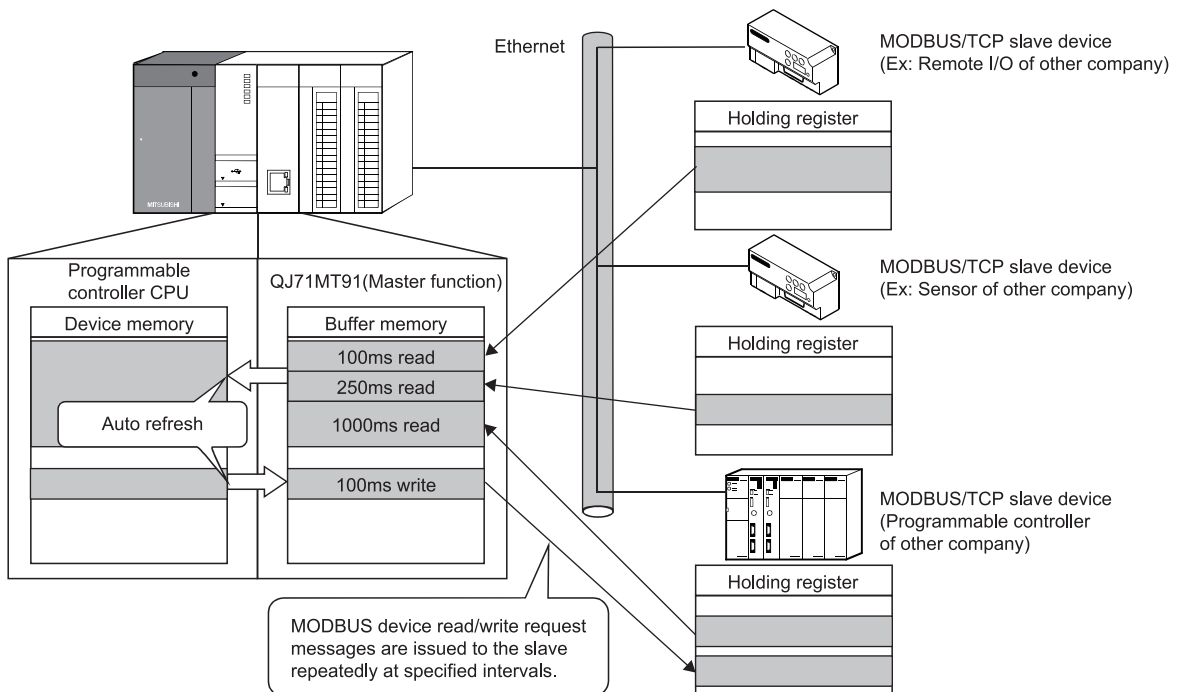 MITSUBISHI
Ethernet
MODBUS/TCP slave device
(Ex: Remote I/O of other company)
Holding register
MODBUS/TCP slave device
(Ex: Sensor of other company)
Holding register
MODBUS/TCP slave device
(Programmable controller
of other company)
Holding register
Programmable
controller CPU
Device memory
Auto refresh
QJ71MT91(Master function)
Buffer memory
100ms read
250ms read
1000ms read
100ms write
MODBUS device read/write request
messages are issued to the slave
repeatedly at specified intervals.